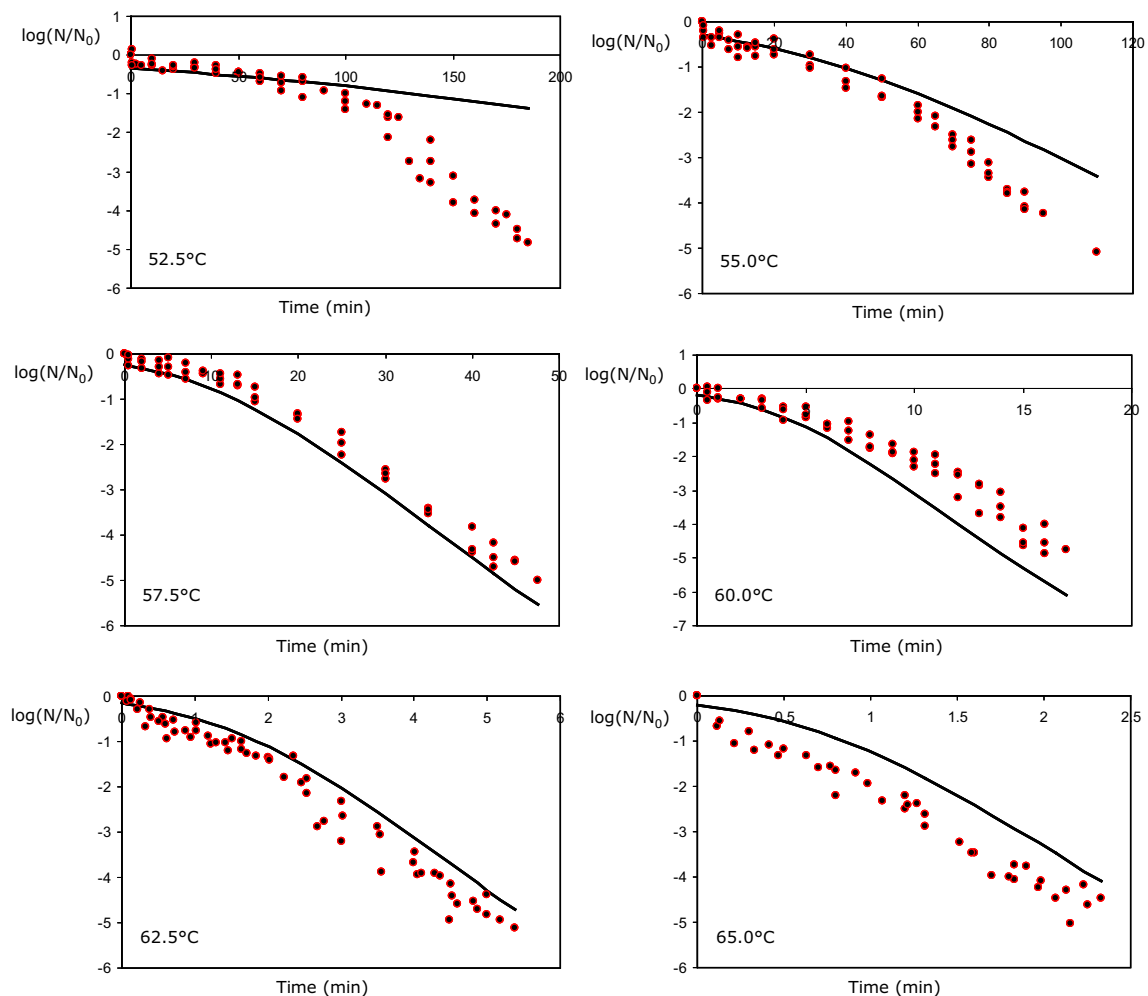 1
log(N/N0)
0
0 50 100 150 200
-1
-2
-3
-4
52.5°C
-5
-6
Time (min)
0
log(N/N0)
0 20 40 60 80 100 120
-1
-2
-3
-4
55.0°C
-5
-6
Time (min)
0
log(N/N0)
0 10 20 30 40 50
-1
-2
-3
-4
-5
57.5°C
-6
Time (min)
1
log(N/N0)
0
0 5 10 15 20
-1
-2
-3
-4
-5
-6
60.0°C
-7
Time (min)
0
log(N/N0)
0 1 2 3 4 5 6
-1
-2
-3
-4
-5
62.5°C
-6
Time (min)
0
log(N/N0)
0 0.5 1 1.5 2 2.5
-1
-2
-3
-4
-5
65.0°C
-6
Time (min)